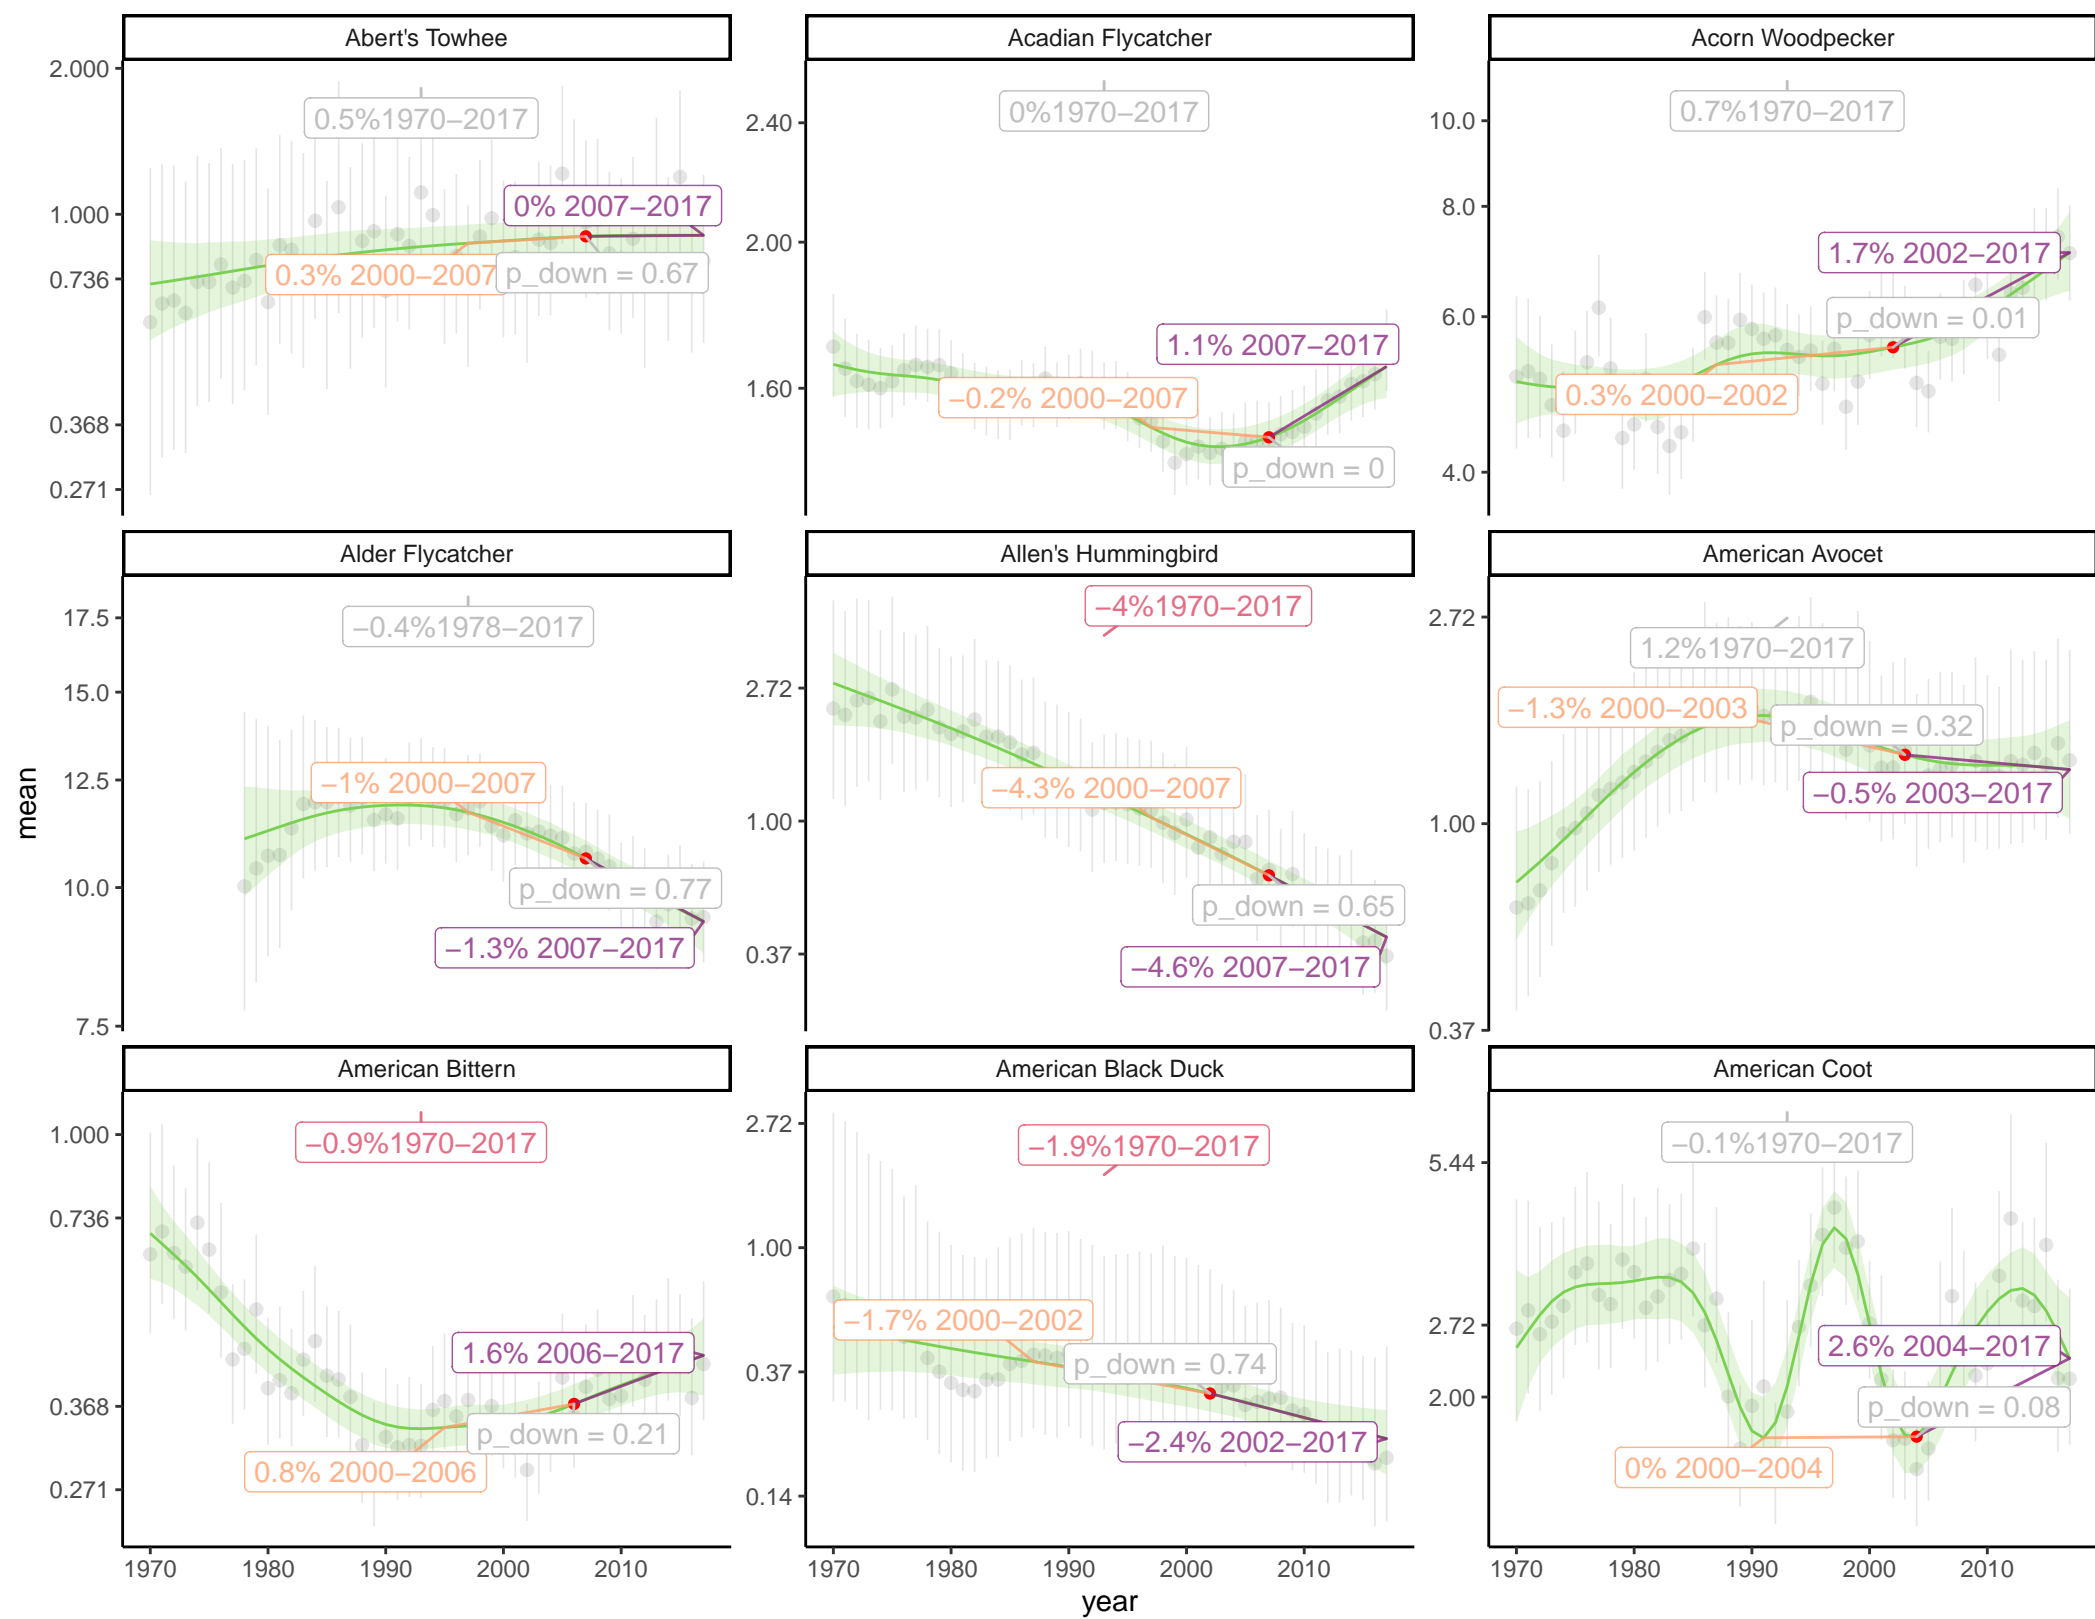 Abert's Towhee
Acadian Flycatcher
Acorn Woodpecker
2.000
1.000
0.736
0.368
0.271
0.5%1970−2017
0% 2007−2017
0.3% 2000−2007
p_down = 0.67
2.40
2.00
1.60
0%1970−2017
1.1% 2007−2017
−0.2% 2000−2007
p_down = 0
10.0
8.0
6.0
4.0
0.7%1970−2017
1.7% 2002−2017
p_down = 0.01
0.3% 2000−2002
Alder Flycatcher
Allen's Hummingbird
American Avocet
17.5
15.0
12.5
10.0
7.5
−0.4%1978−2017
−1% 2000−2007
p_down = 0.77
−1.3% 2007−2017
2.72
1.00
0.37
−4%1970−2017
−4.3% 2000−2007
p_down = 0.65
−4.6% 2007−2017
2.72
1.00
0.37
1.2%1970−2017
−1.3% 2000−2003
p_down = 0.32
−0.5% 2003−2017
mean
American Bittern
American Black Duck
American Coot
1.000
0.736
0.368
0.271
−0.9%1970−2017
1.6% 2006−2017
p_down = 0.21
0.8% 2000−2006
2.72
1.00
0.37
0.14
−1.9%1970−2017
−1.7% 2000−2002
p_down = 0.74
−2.4% 2002−2017
5.44
2.72
2.00
−0.1%1970−2017
2.6% 2004−2017
p_down = 0.08
0% 2000−2004
1970 1980 1990 2000 2010
1970 1980 1990 2000 2010
1970 1980 1990 2000 2010
year